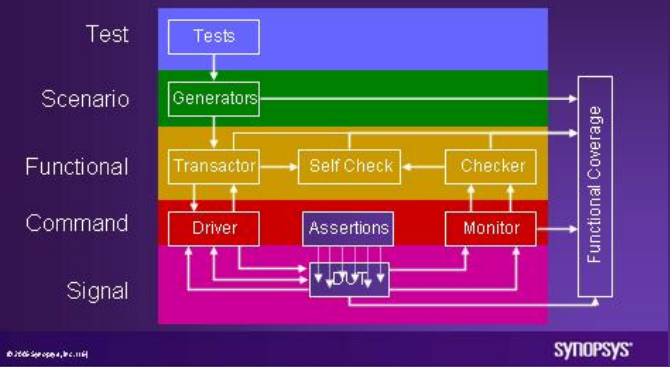 Test
Tests
Scenario
Generators
Functional
Transactor
Self Check
Checker
Functional Coverage
Command
Driver
Assertions
Monitor
Signal
DUT
SYNOPSYS